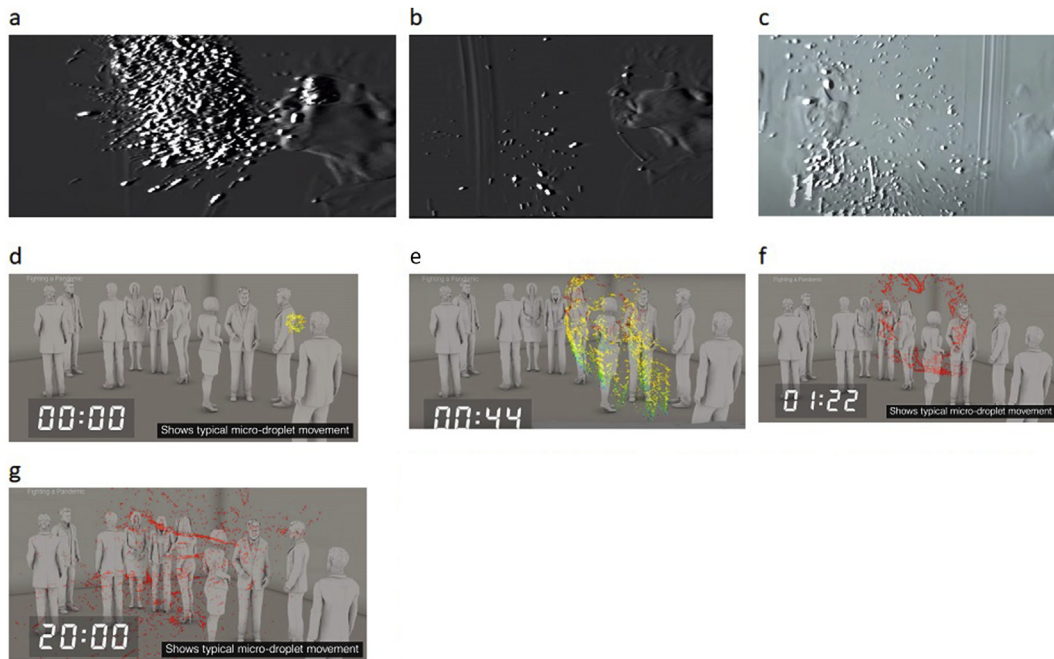 a
b
c
d
Fighting a Pandemic
00:00
Shows typical micro-droplet movement
e
Fighting a Pandemic
00:44
f
Fighting a Pandemic
01:22
Shows typical micro-droplet movement
g
Fighting a Pandemic
20:00
Shows typical micro-droplet movement